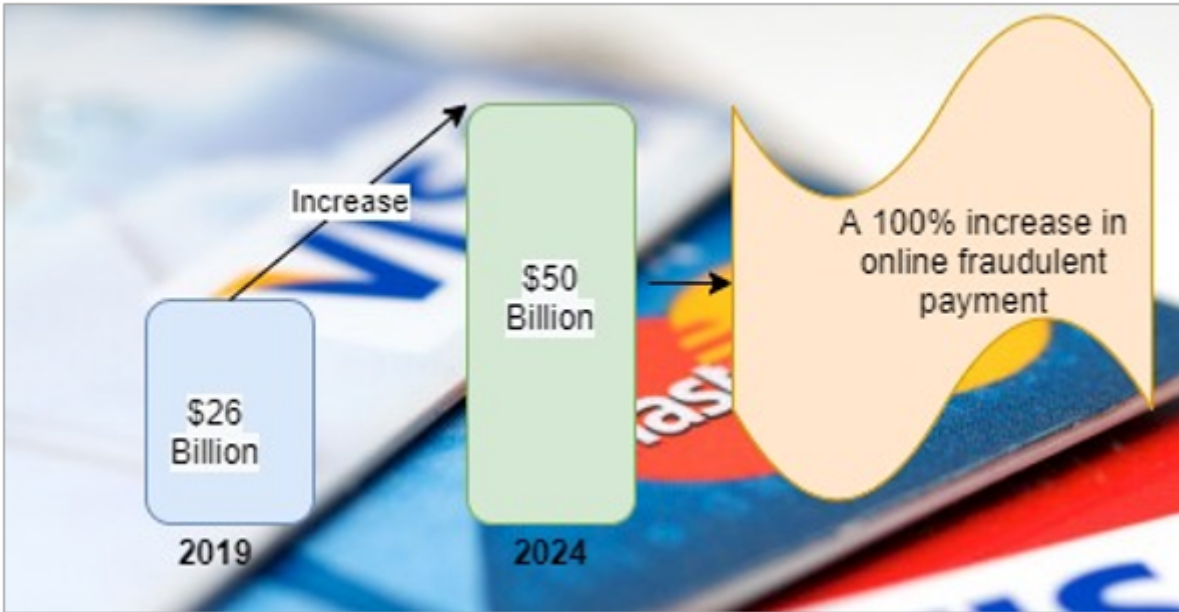 Increase
$26
Billion
2019
$50
Billion
2024
A 100% increase in
online fraudulent
payment